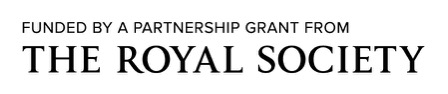 FUNDED BY A PARTNERSHIP GRANT FROM
THE ROYAL SOCIETY